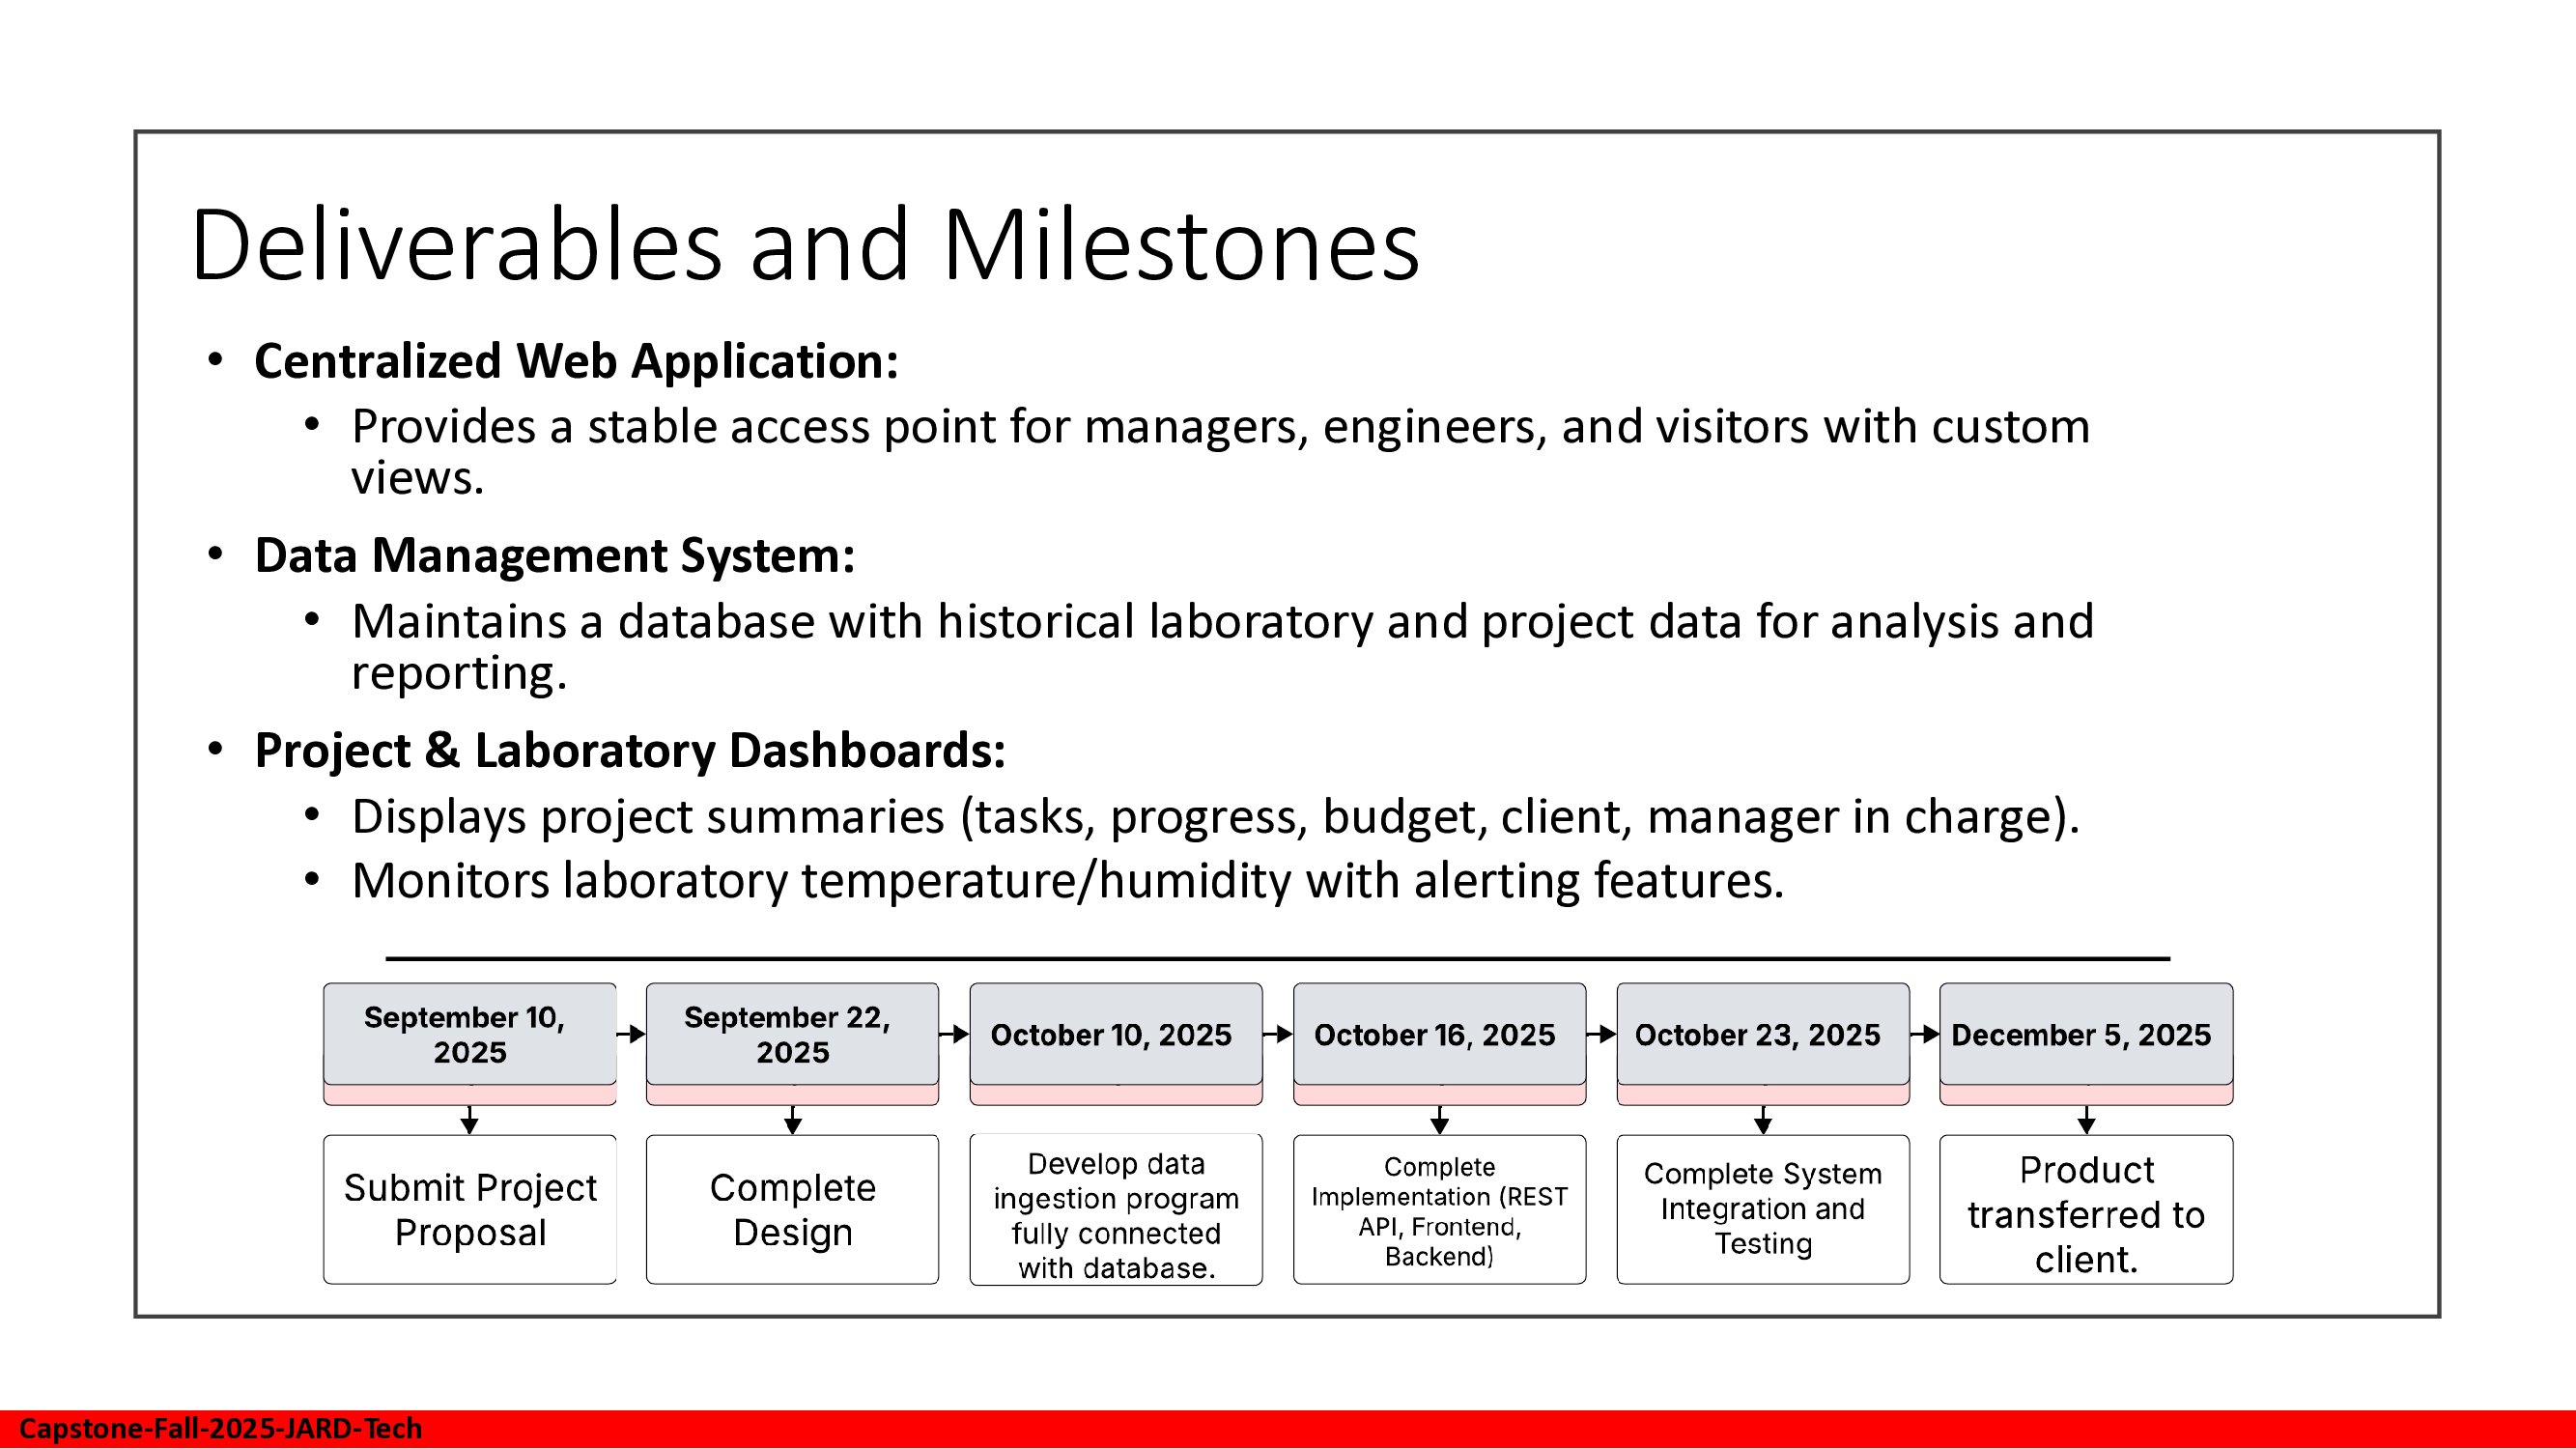 Deliverables and Milestones
• Centralized Web Application:
• Provides a stable access point for managers, engineers, and visitors with custom
views.
• Data Management System:
• Maintains a database with historical laboratory and project data for analysis and
reporting.
• Project & Laboratory Dashboards:
• Displays project summaries (tasks, progress, budget, client, manager in charge).
• Monitors laboratory temperature/humidity with alerting features.
September 10,
2025
September 22,
2025
October 10, 2025
October 16, 2025
October 23, 2025
December 5, 2025
Submit Project
Proposal
Complete
Design
Develop data
ingestion program
fully connected
with database.
Complete
Implementation (REST
API, Frontend,
Backend)
Complete System
Integration and
Testing
Product
transferred to
client.
Capstone-Fall-2025-JARD-Tech